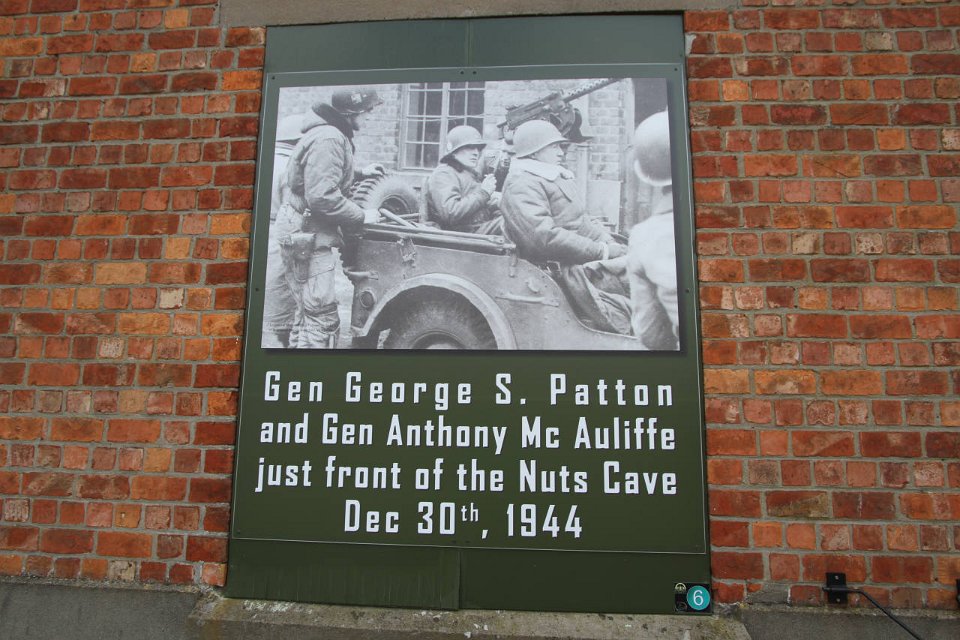 Gen George S. Patton
and Gen Anthony Mc Auliffe
just front of the Nuts Cave
Dec 30th, 1944
6